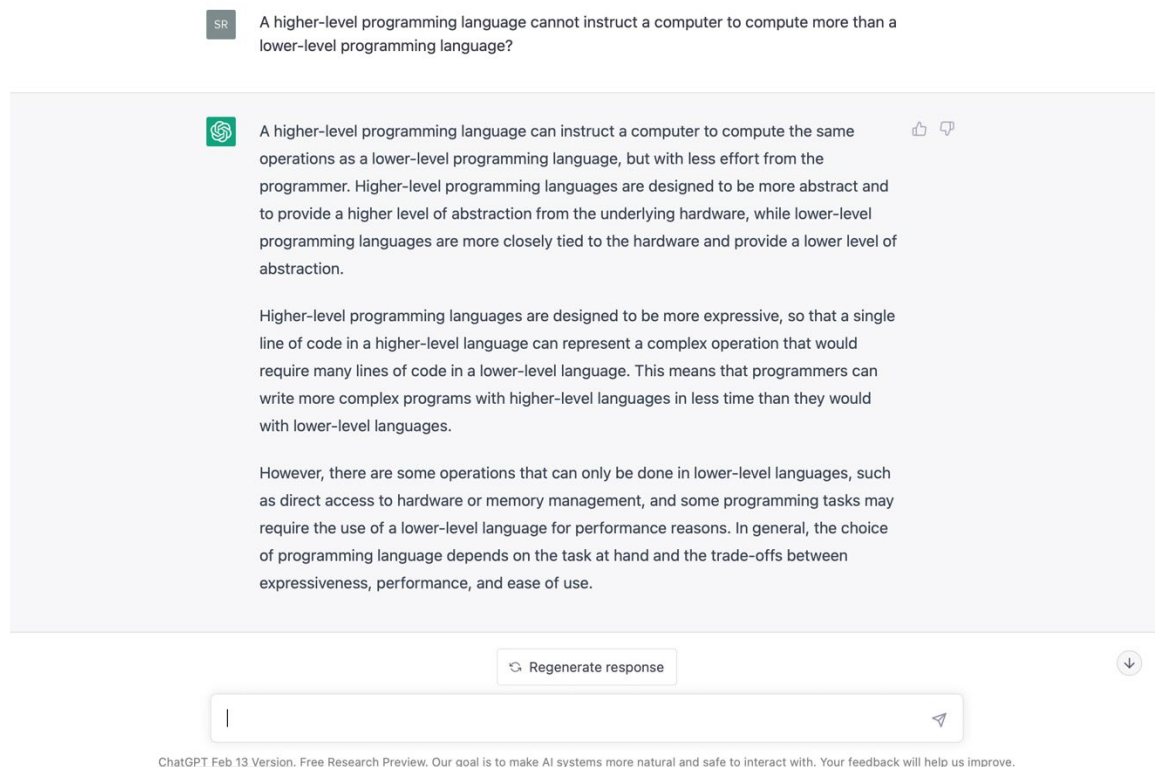 SR
A higher-level programming language cannot instruct a computer to compute more than a
lower-level programming language?
A higher-level programming language can instruct a computer to compute the same
operations as a lower-level programming language, but with less effort from the
programmer. Higher-level programming languages are designed to be more abstract and
to provide a higher level of abstraction from the underlying hardware, while lower-level
programming languages are more closely tied to the hardware and provide a lower level of
abstraction.
Higher-level programming languages are designed to be more expressive, so that a single
line of code in a higher-level language can represent a complex operation that would
require many lines of code in a lower-level language. This means that programmers can
write more complex programs with higher-level languages in less time than they would
with lower-level languages.
However, there are some operations that can only be done in lower-level languages, such
as direct access to hardware or memory management, and some programming tasks may
require the use of a lower-level language for performance reasons. In general, the choice
of programming language depends on the task at hand and the trade-offs between
expressiveness, performance, and ease of use.
Regenerate response
ChatGPT Feb 13 Version. Free Research Preview. Our goal is to make AI systems more natural and safe to interact with. Your feedback will help us improve.